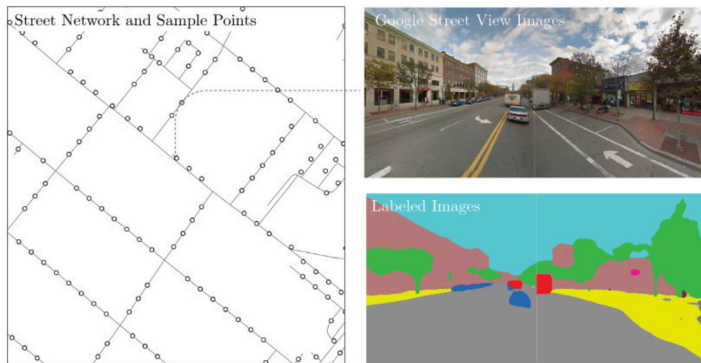 Street Network and Sample Points
Google Street View Images
Labeled Images